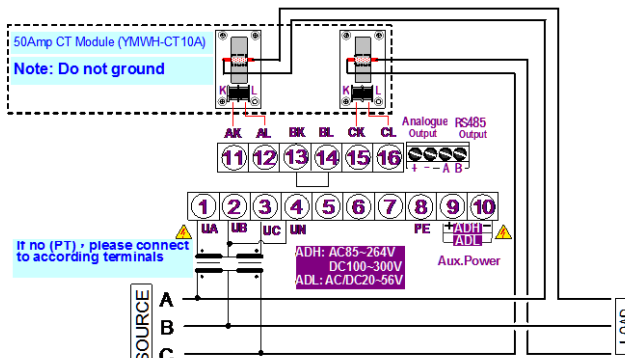 50Amp CT Module (YMWH-CT10A)
Note: Do not ground
K L
K L
AK AL BK BL CK CL
Analogue Output
RS485 Output
11 12 13 14 15 16
+ - - A B
1 2 3 4 5 6 7 8 9 10
UA UB UC UN PE
+ ADH -
ADL
If no (PT)，please connect
to according terminals
ADH: AC85~264V
DC100~300V
ADL: AC/DC20~56V
Aux.Power
SOURCE
A
B
C
LOAD